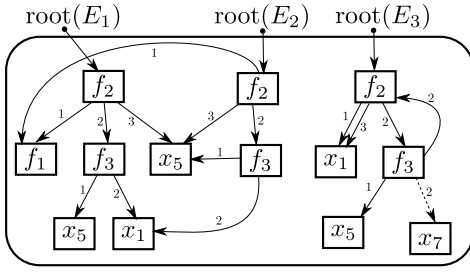 root(E₁) root(E₂) root(E₃)
1
f₂ f₂ f₂
1 2 3 3 2 1 3 2 2
f₁ f₃ x₅ 1 f₃ x₁ f₃
1 2 2 1 2
x₅ x₁ x₅ x₇